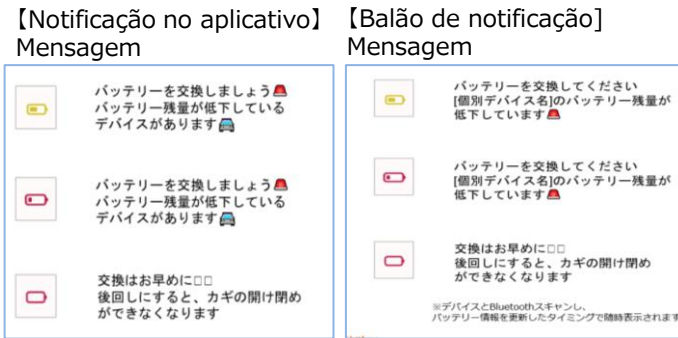 【Notificação no aplicativo】
Mensagem
バッテリーを交換しましょう🚨
バッテリー残量が低下している
デバイスがあります🚘
バッテリーを交換しましょう🚨
バッテリー残量が低下している
デバイスがあります🚘
交換はお早めに□□
後回しにすると、カギの開け閉め
ができなくなります
【Balão de notificação]
Mensagem
バッテリーを交換してください
[個別デバイス名]のバッテリー残量が
低下しています🚨
バッテリーを交換してください
[個別デバイス名]のバッテリー残量が
低下しています🚨
交換はお早めに□□
後回しにすると、カギの開け閉め
ができなくなります
※デバイスとBluetoothスキャンし、
バッテリー情報を更新したタイミングで随時表示されます